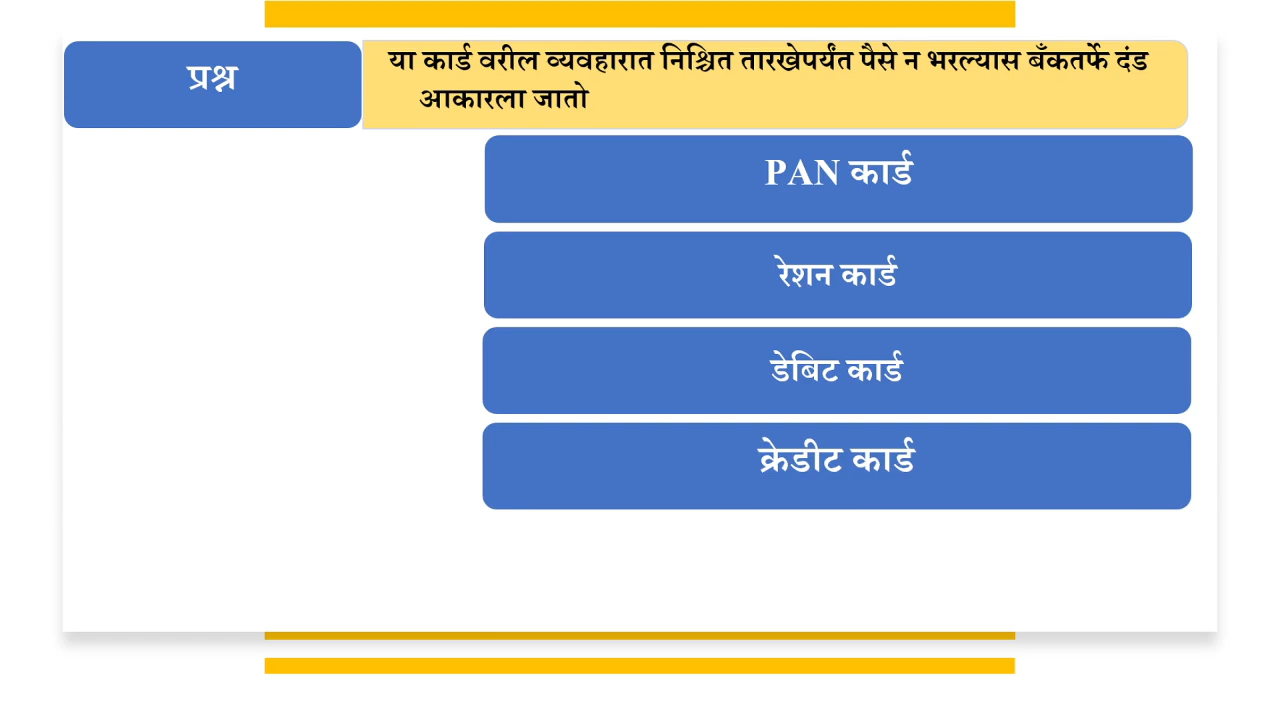 प्रश्न
या कार्ड वरील व्यवहारात निश्चित तारखेपर्यंत पैसे न भरल्यास बँकतर्फे दंड
आकारला जातो
PAN कार्ड
रेशन कार्ड
डेबिट कार्ड
क्रेडीट कार्ड